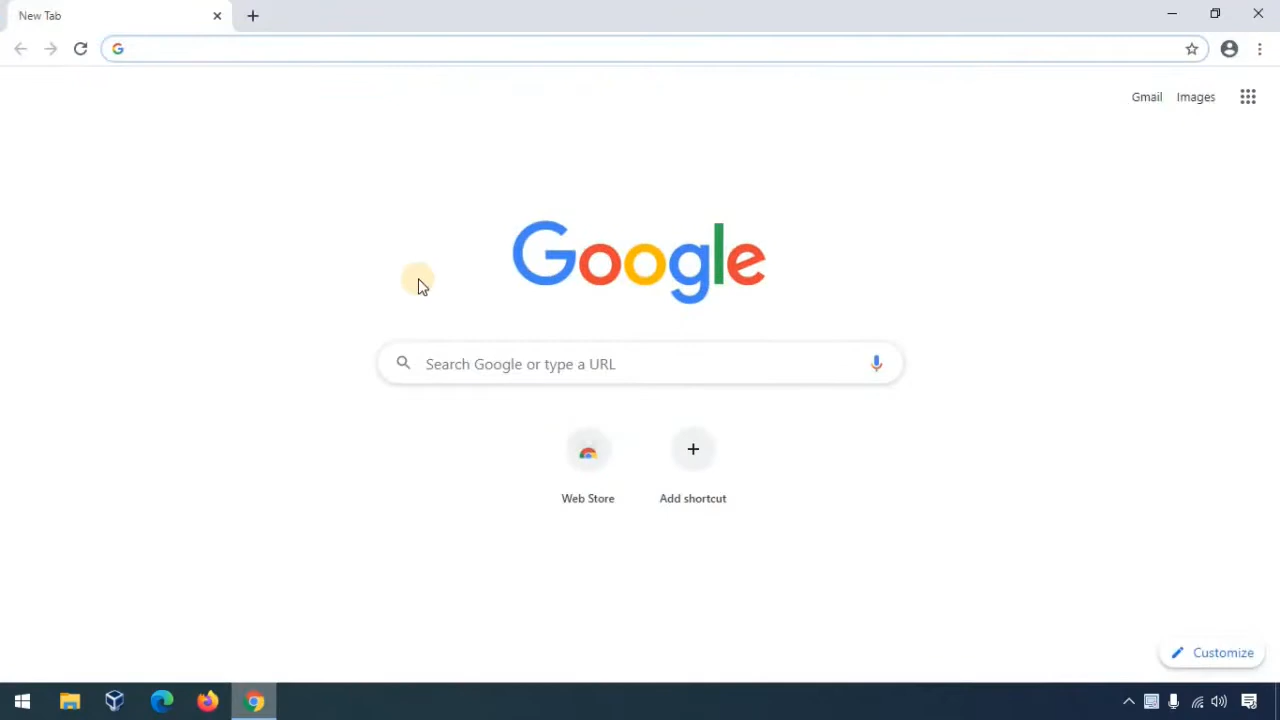 New Tab
Gmail Images
Google
Search Google or type a URL
Web Store Add shortcut
Customize